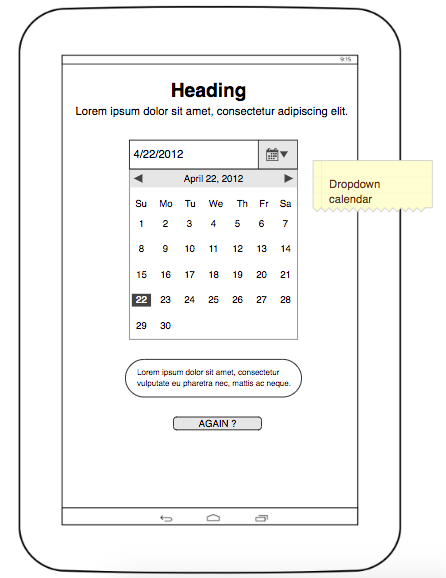 9:15
Heading
Lorem ipsum dolor sit amet, consectetur adipiscing elit.
4/22/2012
April 22, 2012
Su Mo Tu We Th Fr Sa
1 2 3 4 5 6 7
8 9 10 11 12 13 14
15 16 17 18 19 20 21
22 23 24 25 26 27 28
29 30
Dropdown
calendar
Lorem ipsum dolor sit amet, consectetur
vulputate eu pharetra nec, mattis ac neque.
AGAIN ?